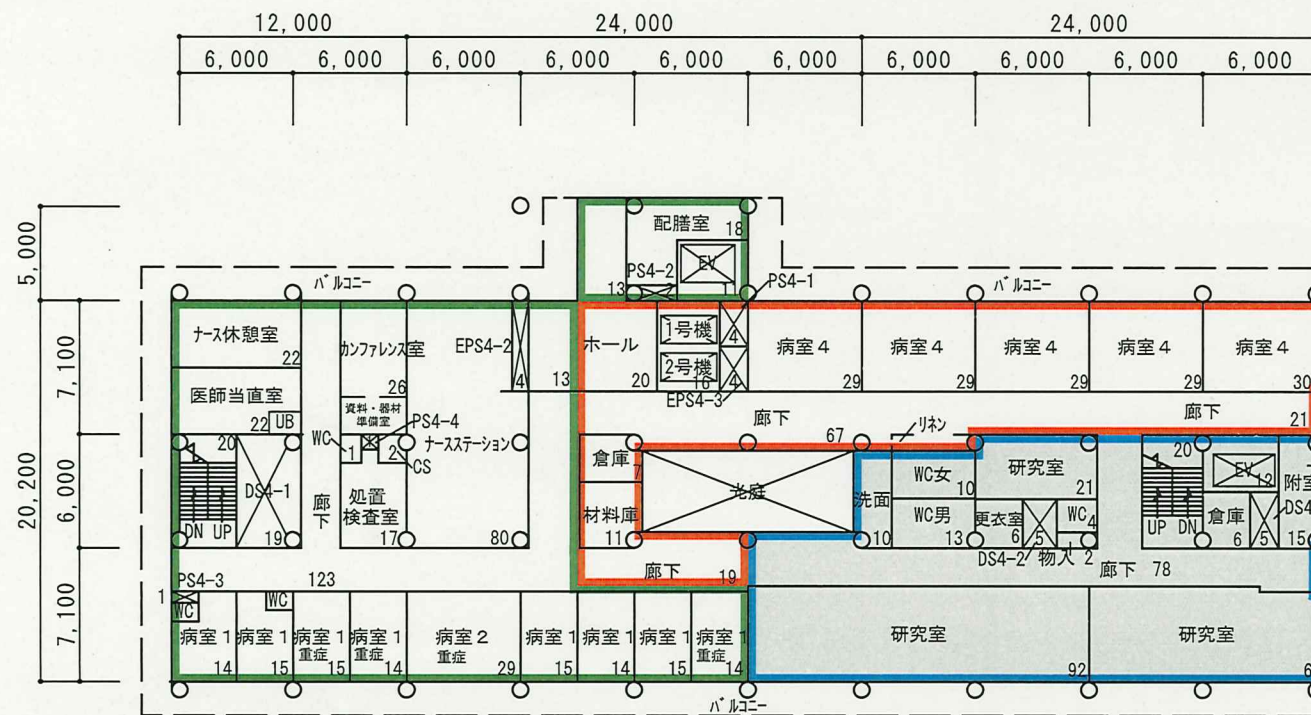 12,000 24,000 24,000
6,000 6,000 6,000 6,000 6,000 6,000 6,000 6,000 6,000 6,000
5,000
7,100
20,200
6,000
7,100
配膳室 18
EV
PS4-2
13
1
PS4-1
バルコニー
バルコニー
ナース休憩室 22
カンファレンス室 26
EPS4-2
4
13
ホール 20
1号機
2号機
16
4
4
EPS4-3
病室4 29
病室4 29
病室4 29
病室4 29
病室4 30
医師当直室 22
UB
資料・器材
準備室
PS4-4
WC
1
2
CS
ナースステーション
80
廊下 67
リネン
廊下 21
20
DN UP
DS4-1
19
廊下
処置
検査室
17
倉庫 7
材料庫
11
光庭
洗面
10
WC女
10
WC男
13
研究室
21
更衣室
6
5
WC
4
DS4-2
物入 2
20
UP DN
EV
12
倉庫
6
5
附室
DS4
15
PS4-3
1
WC
123
WC
廊下 19
廊下 78
病室1
14
病室1
15
病室1
重症
15
病室1
重症
14
病室2
重症
29
病室1
15
病室1
14
病室1
15
病室1
重症
14
研究室
92
研究室
6
バルコニー